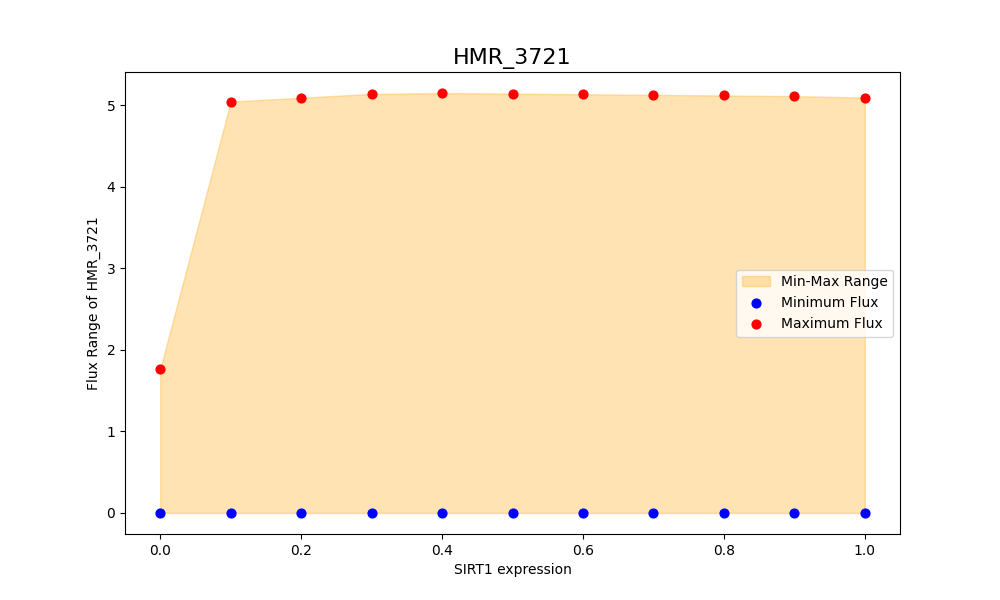 HMR_3721
5
4
3
2
1
0
Flux Range of HMR_3721
Min-Max Range
Minimum Flux
Maximum Flux
0.0 0.2 0.4 0.6 0.8 1.0
SIRT1 expression